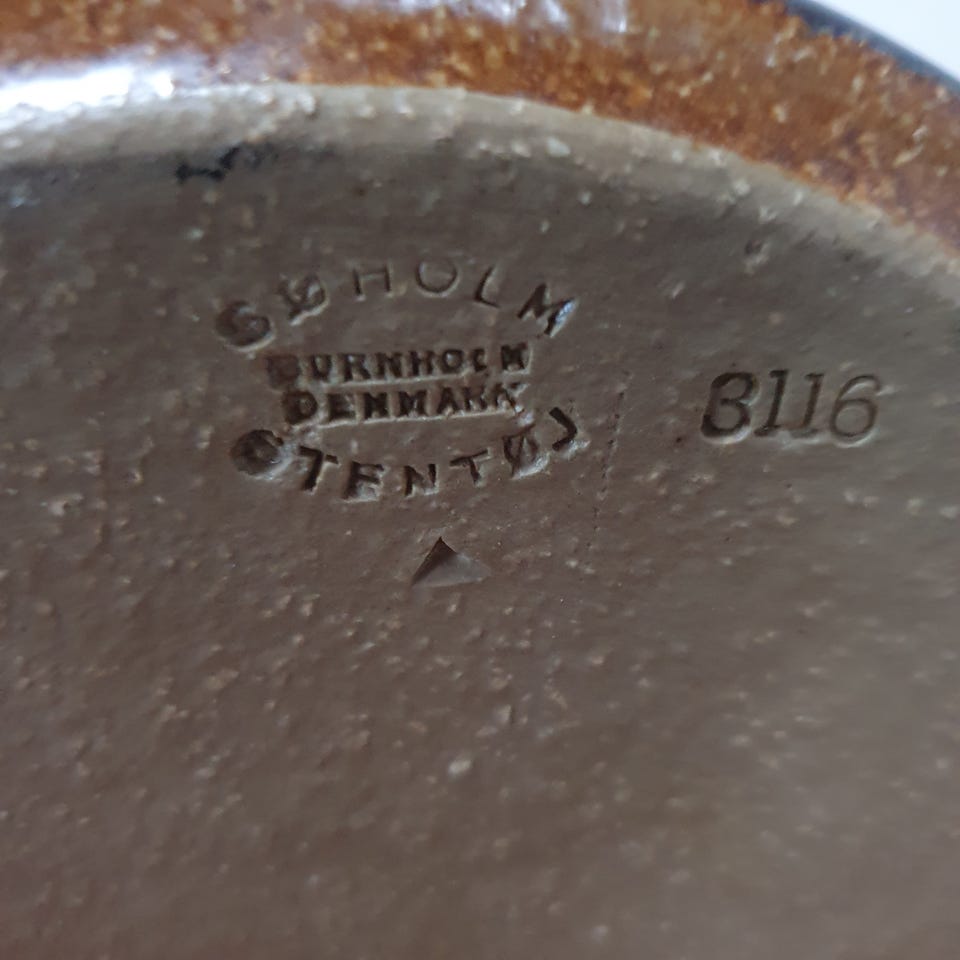 SØHOLM
BORNHOLM
DENMARK
STENTØJ
3116